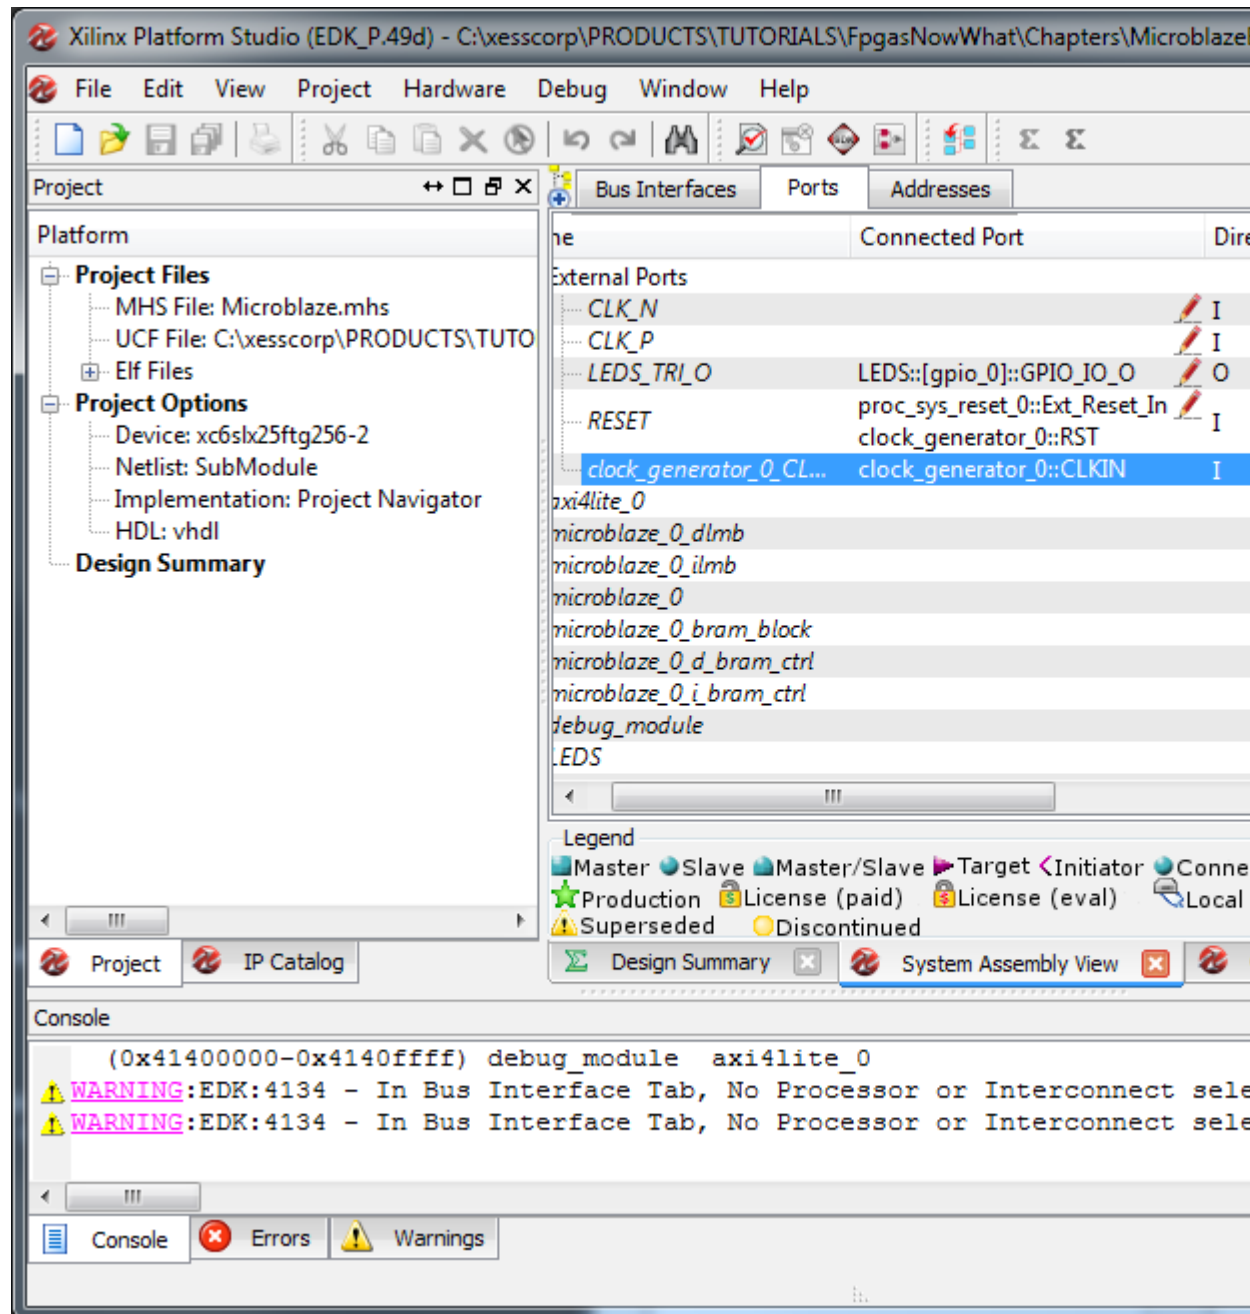 Xilinx Platform Studio (EDK_P.49d) - C:\xesscorp\PRODUCTS\TUTORIALS\FpgasNowWhat\Chapters\Microblaze
File Edit View Project Hardware Debug Window Help
Project
Platform
Project Files
MHS File: Microblaze.mhs
UCF File: C:\xesscorp\PRODUCTS\TUTO
Elf Files
Project Options
Device: xc6slx25ftg256-2
Netlist: SubModule
Implementation: Project Navigator
HDL: vhdl
Design Summary
Project IP Catalog
Bus Interfaces Ports Addresses
ne Connected Port Dire
External Ports
CLK_N I
CLK_P I
LEDS_TRI_O LEDS::[gpio_0]::GPIO_IO_O O
RESET proc_sys_reset_0::Ext_Reset_In I
clock_generator_0::RST
clock_generator_0_CL... clock_generator_0::CLKIN I
axi4lite_0
microblaze_0_dlmb
microblaze_0_ilmb
microblaze_0
microblaze_0_bram_block
microblaze_0_d_bram_ctrl
microblaze_0_i_bram_ctrl
debug_module
LEDS
Legend
Master Slave Master/Slave Target Initiator Conne
Production License (paid) License (eval) Local
Superseded Discontinued
Design Summary System Assembly View
Console
(0x41400000-0x4140ffff) debug_module axi4lite_0
WARNING:EDK:4134 - In Bus Interface Tab, No Processor or Interconnect sele
WARNING:EDK:4134 - In Bus Interface Tab, No Processor or Interconnect sele
Console Errors Warnings